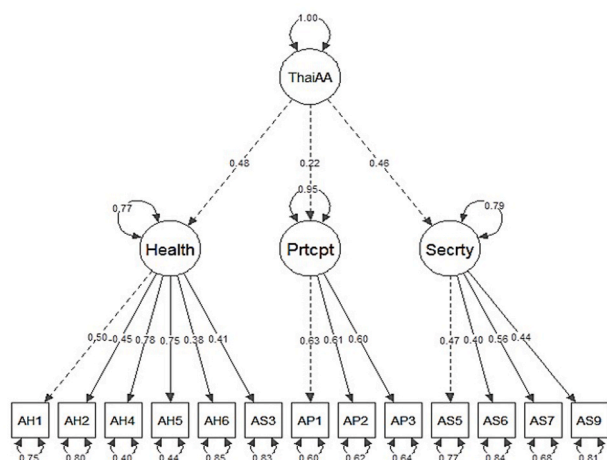 1.00
ThaiAA
0.48 0.22 0.46
0.77 0.95 0.79
Health Prtcpt Secrty
0.50 0.45 0.78 0.75 0.38 0.41 0.63 0.61 0.60 0.47 0.40 0.56 0.44
AH1 AH2 AH4 AH5 AH6 AS3 AP1 AP2 AP3 AS5 AS6 AS7 AS9
0.75 0.80 0.40 0.44 0.85 0.83 0.60 0.62 0.64 0.77 0.84 0.68 0.81